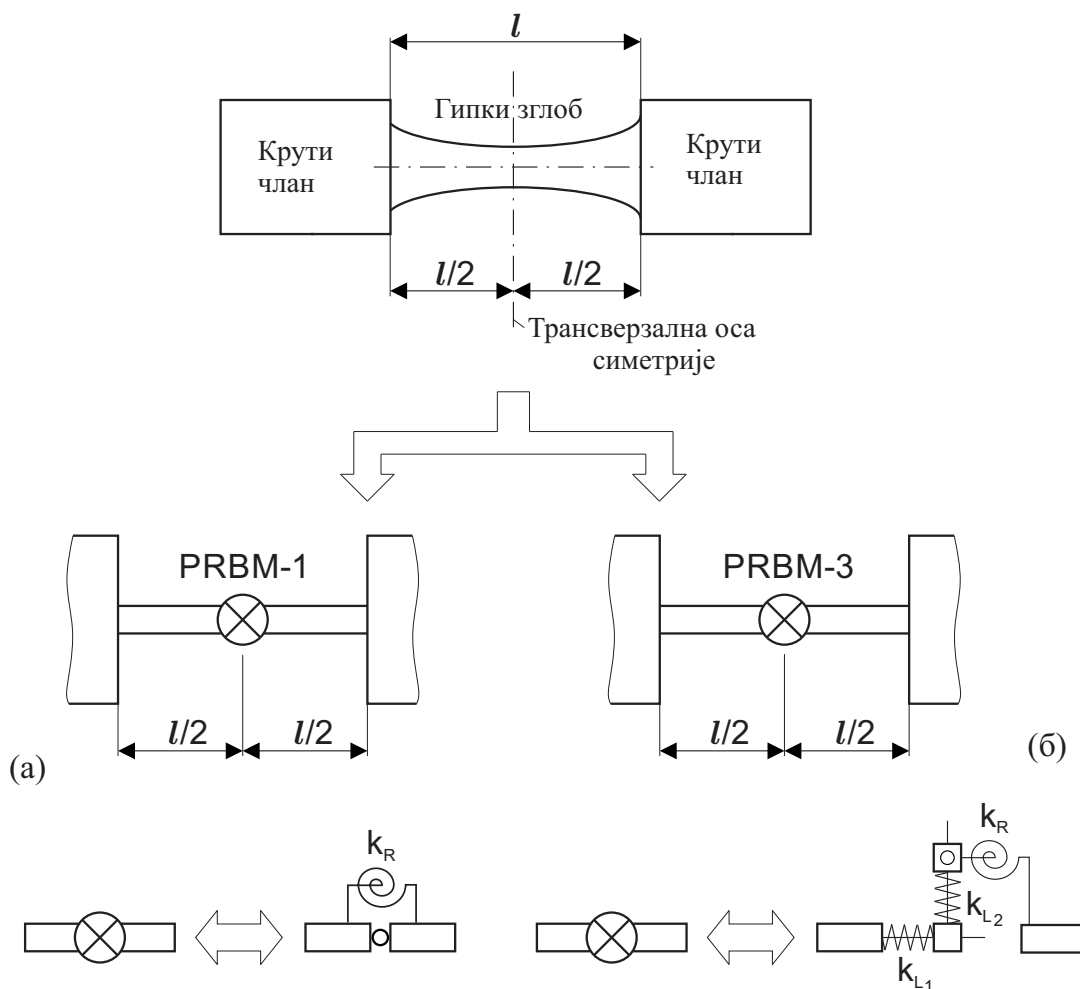 l
Гипки зглоб
Крути
члан
Крути
члан
l/2
l/2
Трансверзална оса
симетрије
PRBM-1
PRBM-3
l/2
l/2
l/2
l/2
(а)
(б)
k_R
k_R
k_L2
k_L1